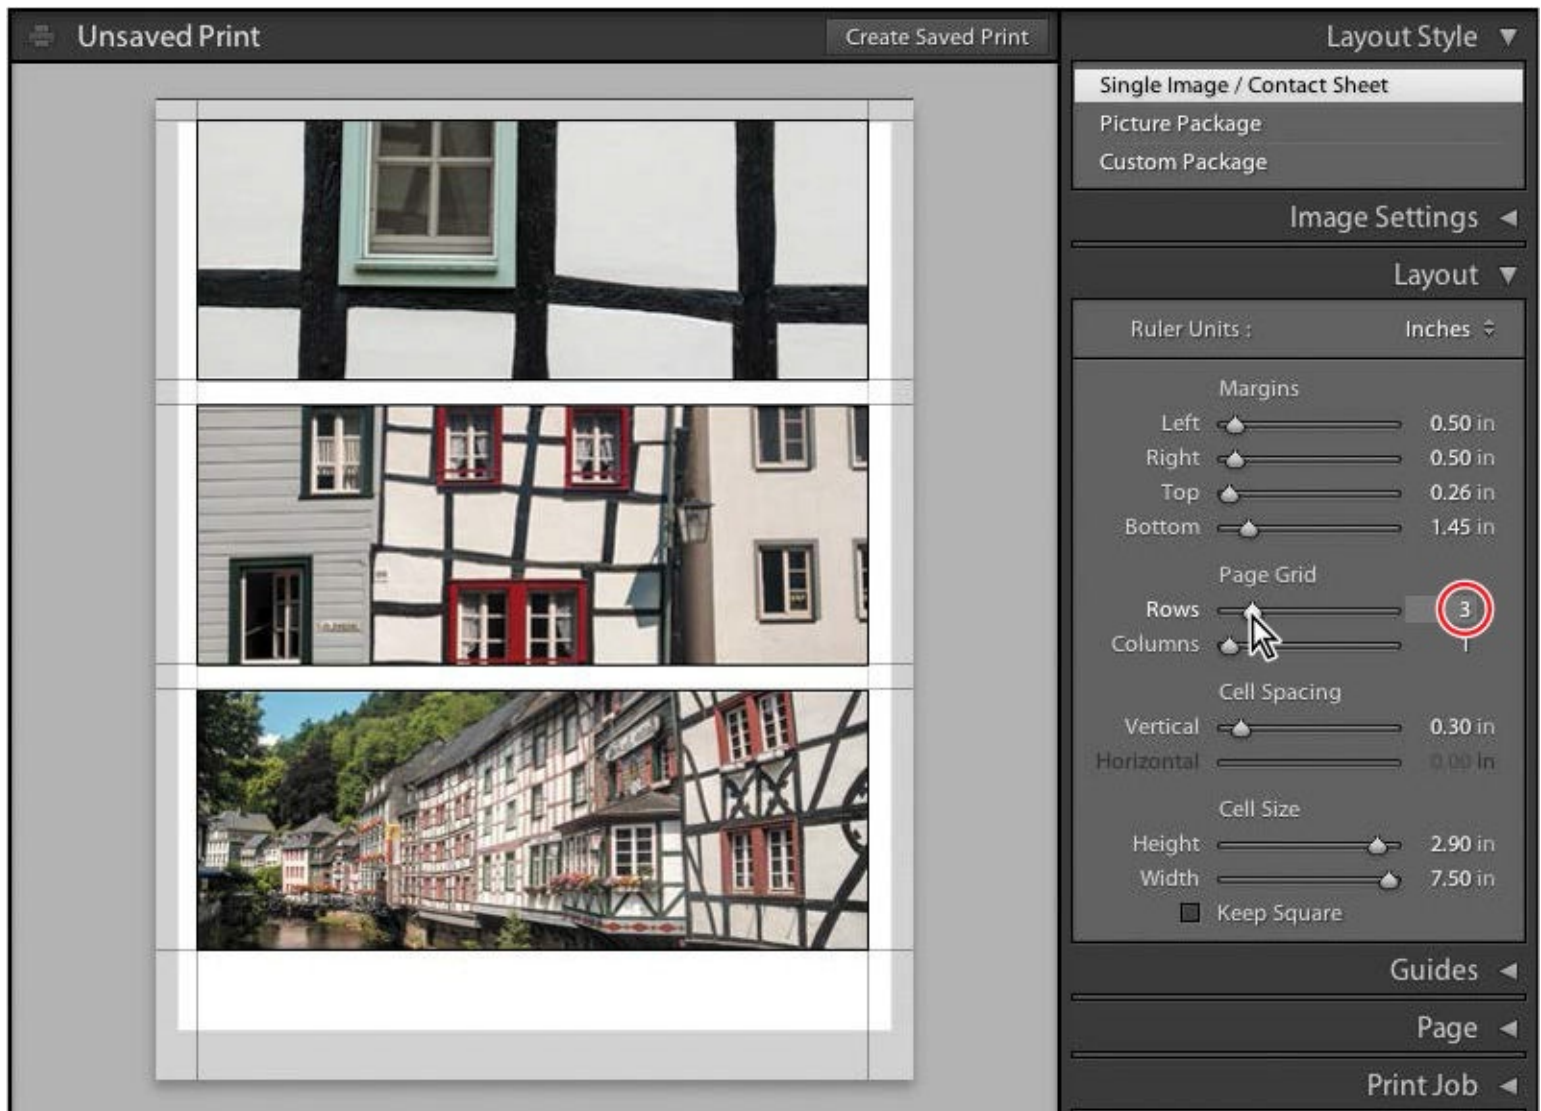 Unsaved Print
Create Saved Print
Layout Style
Single Image / Contact Sheet
Picture Package
Custom Package
Image Settings
Layout
Ruler Units : Inches
Margins
Left 0.50 in
Right 0.50 in
Top 0.26 in
Bottom 1.45 in
Page Grid
Rows 3
Columns 1
Cell Spacing
Vertical 0.30 in
Horizontal 0.00 in
Cell Size
Height 2.90 in
Width 7.50 in
Keep Square
Guides
Page
Print Job